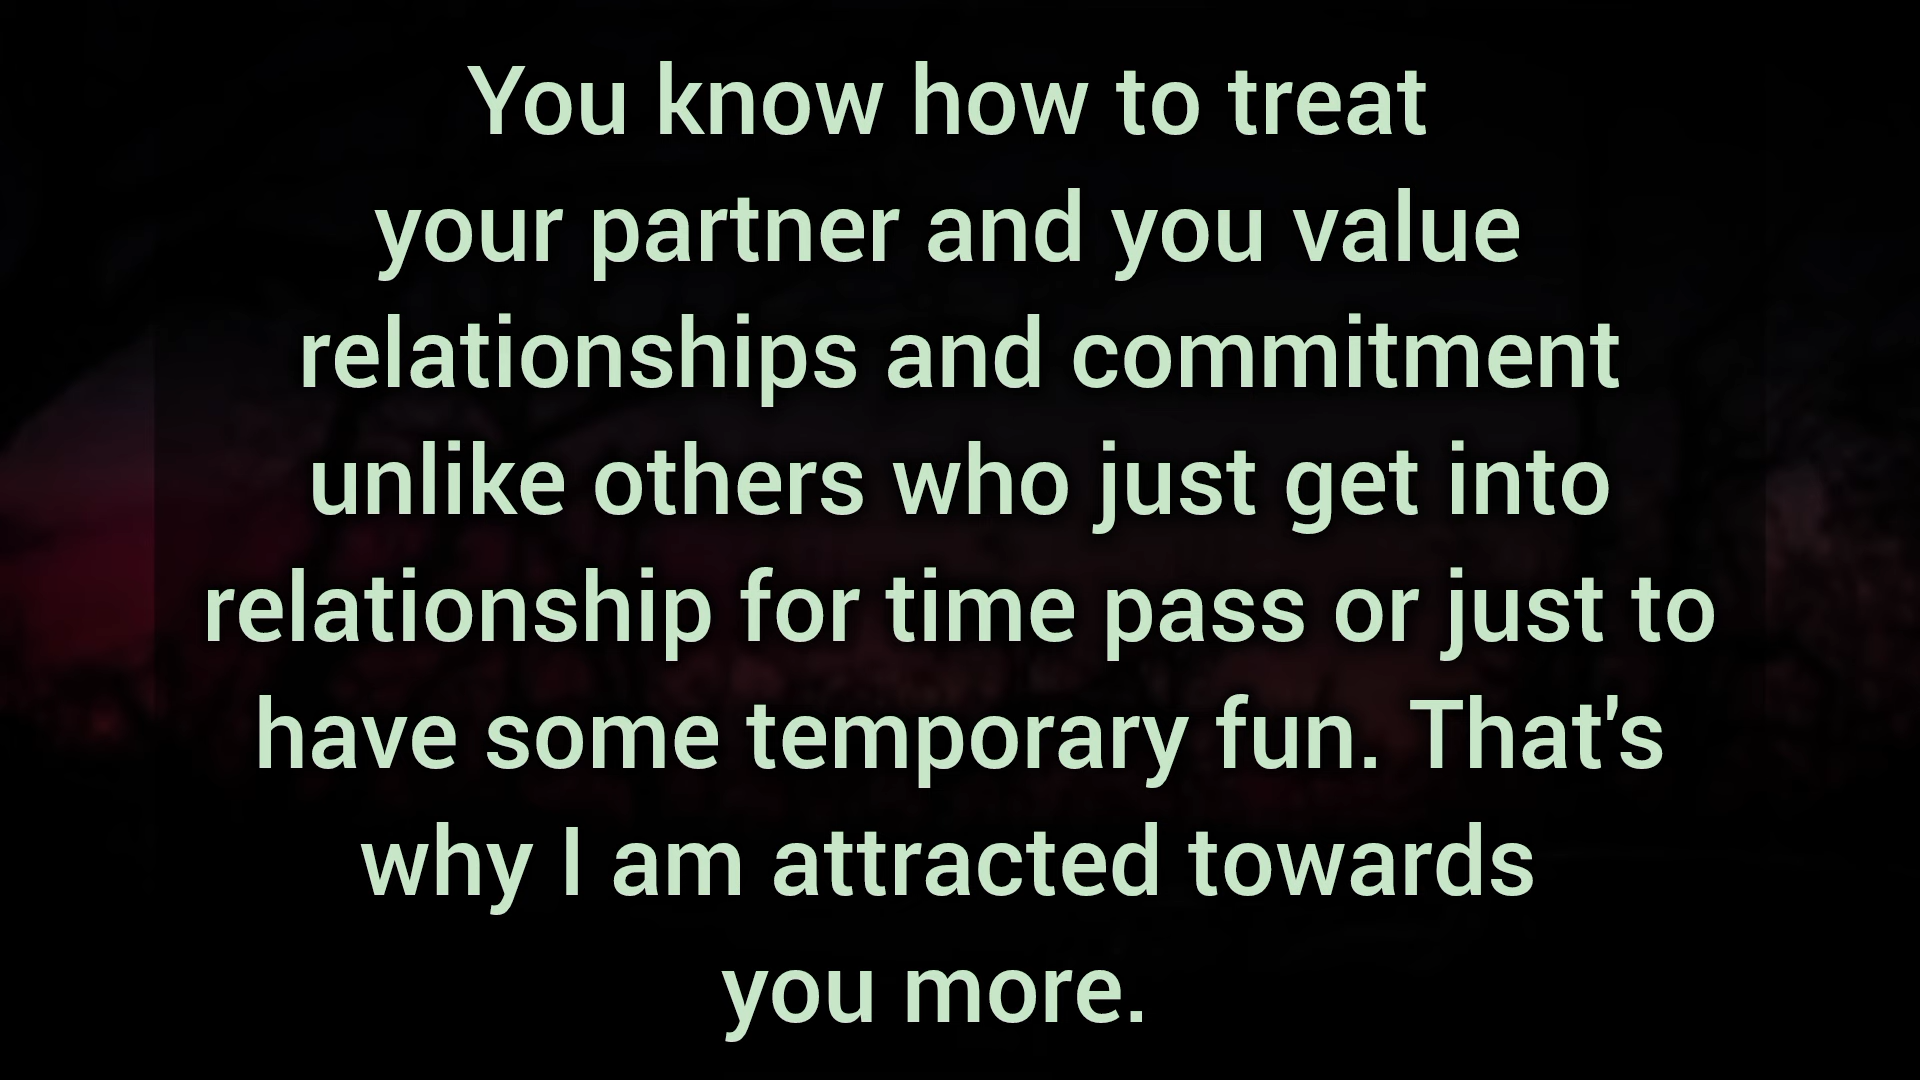 You know how to treat
your partner and you value
relationships and commitment
unlike others who just get into
relationship for time pass or just to
have some temporary fun. That's
why I am attracted towards
you more.